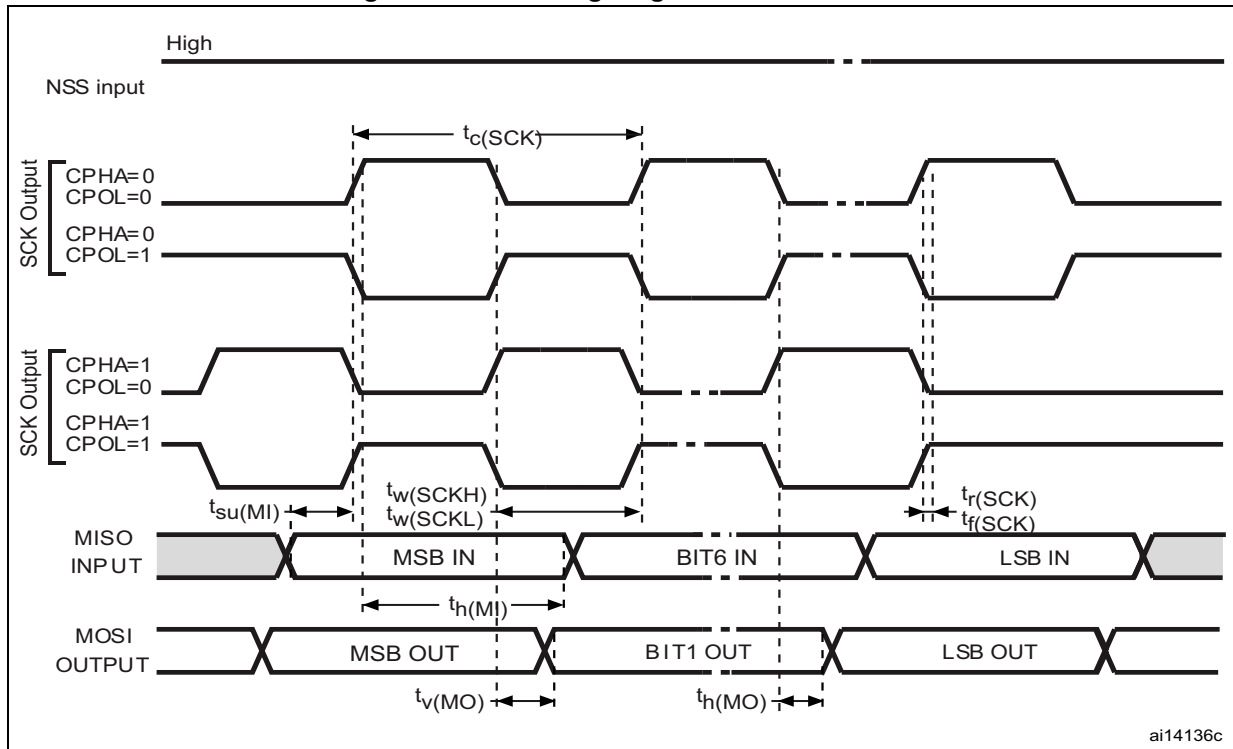 High
NSS input
tc(SCK)
SCK Output
CPHA=0
CPOL=0
CPHA=0
CPOL=1
SCK Output
CPHA=1
CPOL=0
CPHA=1
CPOL=1
tsu(MI)
tw(SCKH)
tw(SCKL)
tr(SCK)
tf(SCK)
MISO
INPUT
MSB IN
BIT6 IN
LSB IN
th(MI)
MOSI
OUTPUT
MSB OUT
BIT1 OUT
LSB OUT
tv(MO)
th(MO)
ai14136c